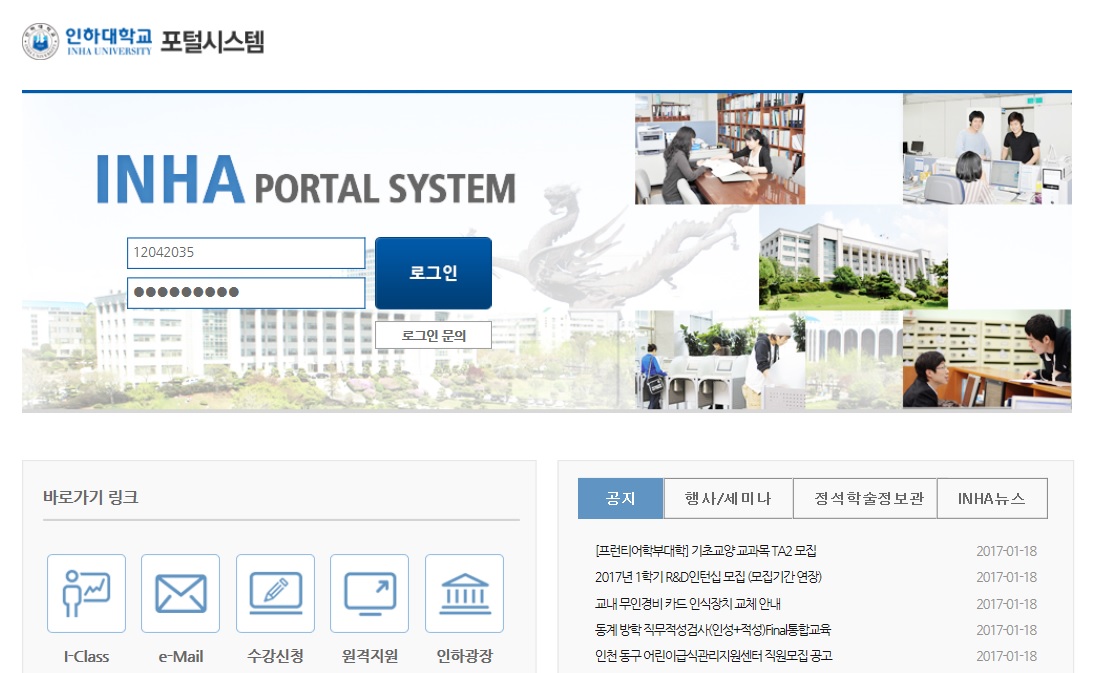 인하대학교
INHA UNIVERSITY
포털시스템
INHA PORTAL SYSTEM
12042035
로그인
로그인 문의
바로가기 링크
I-Class
e-Mail
수강신청
원격지원
인하광장
공지
행사/세미나
정석학술정보관
INHA뉴스
[프런티어학부대학] 기초교양 교과목 TA2 모집 2017-01-18
2017년 1학기 R&D인턴십 모집 (모집기간 연장) 2017-01-18
교내 무인경비 카드 인식장치 교체 안내 2017-01-18
동계 방학 직무적성검사(인성+적성)Final통합교육 2017-01-18
인천 동구 어린이급식관리지원센터 직원모집 공고 2017-01-18